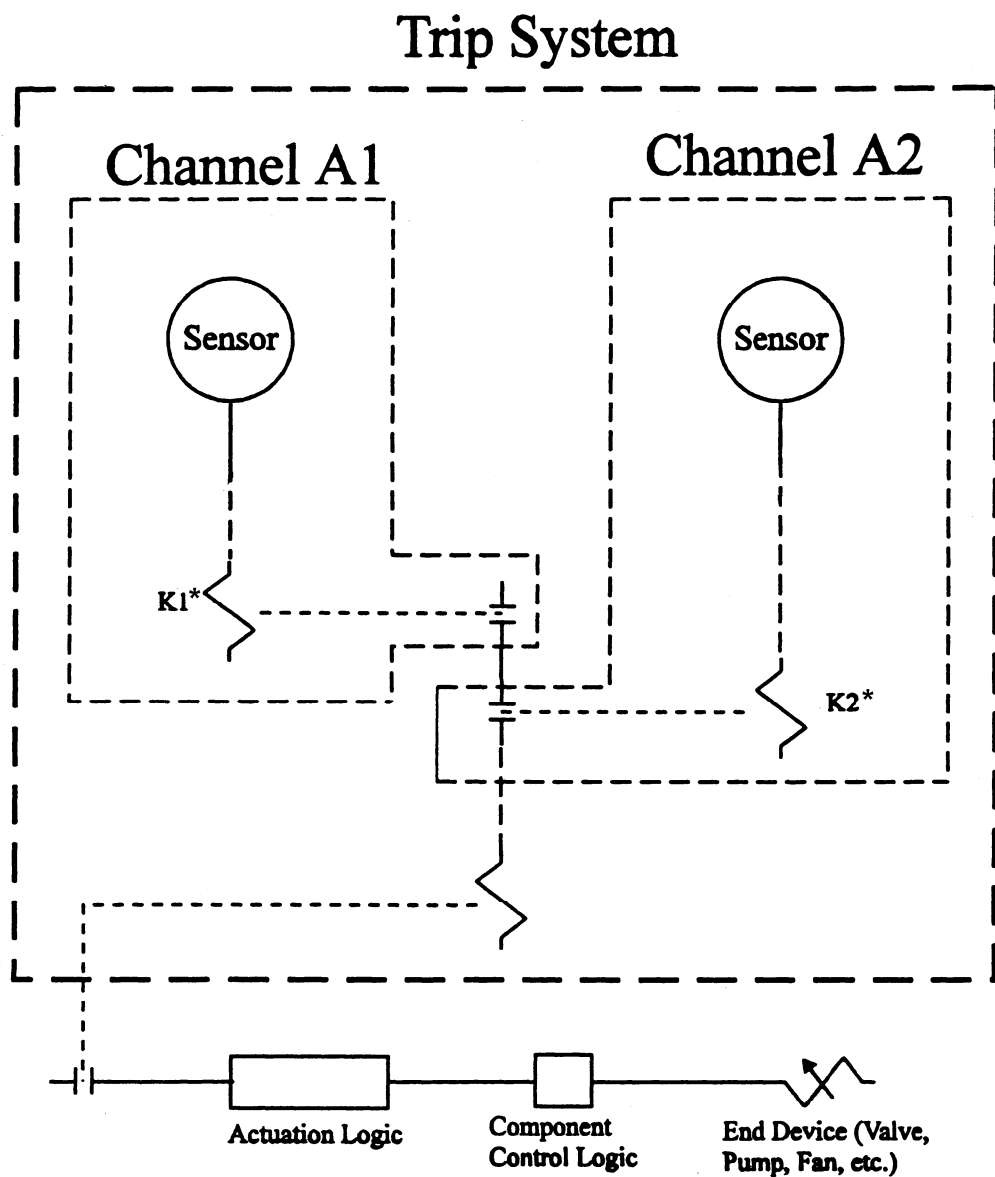 Trip System
Channel A1
Channel A2
Sensor
Sensor
K1*
K2*
Actuation Logic
Component
Control Logic
End Device (Valve,
Pump, Fan, etc.)